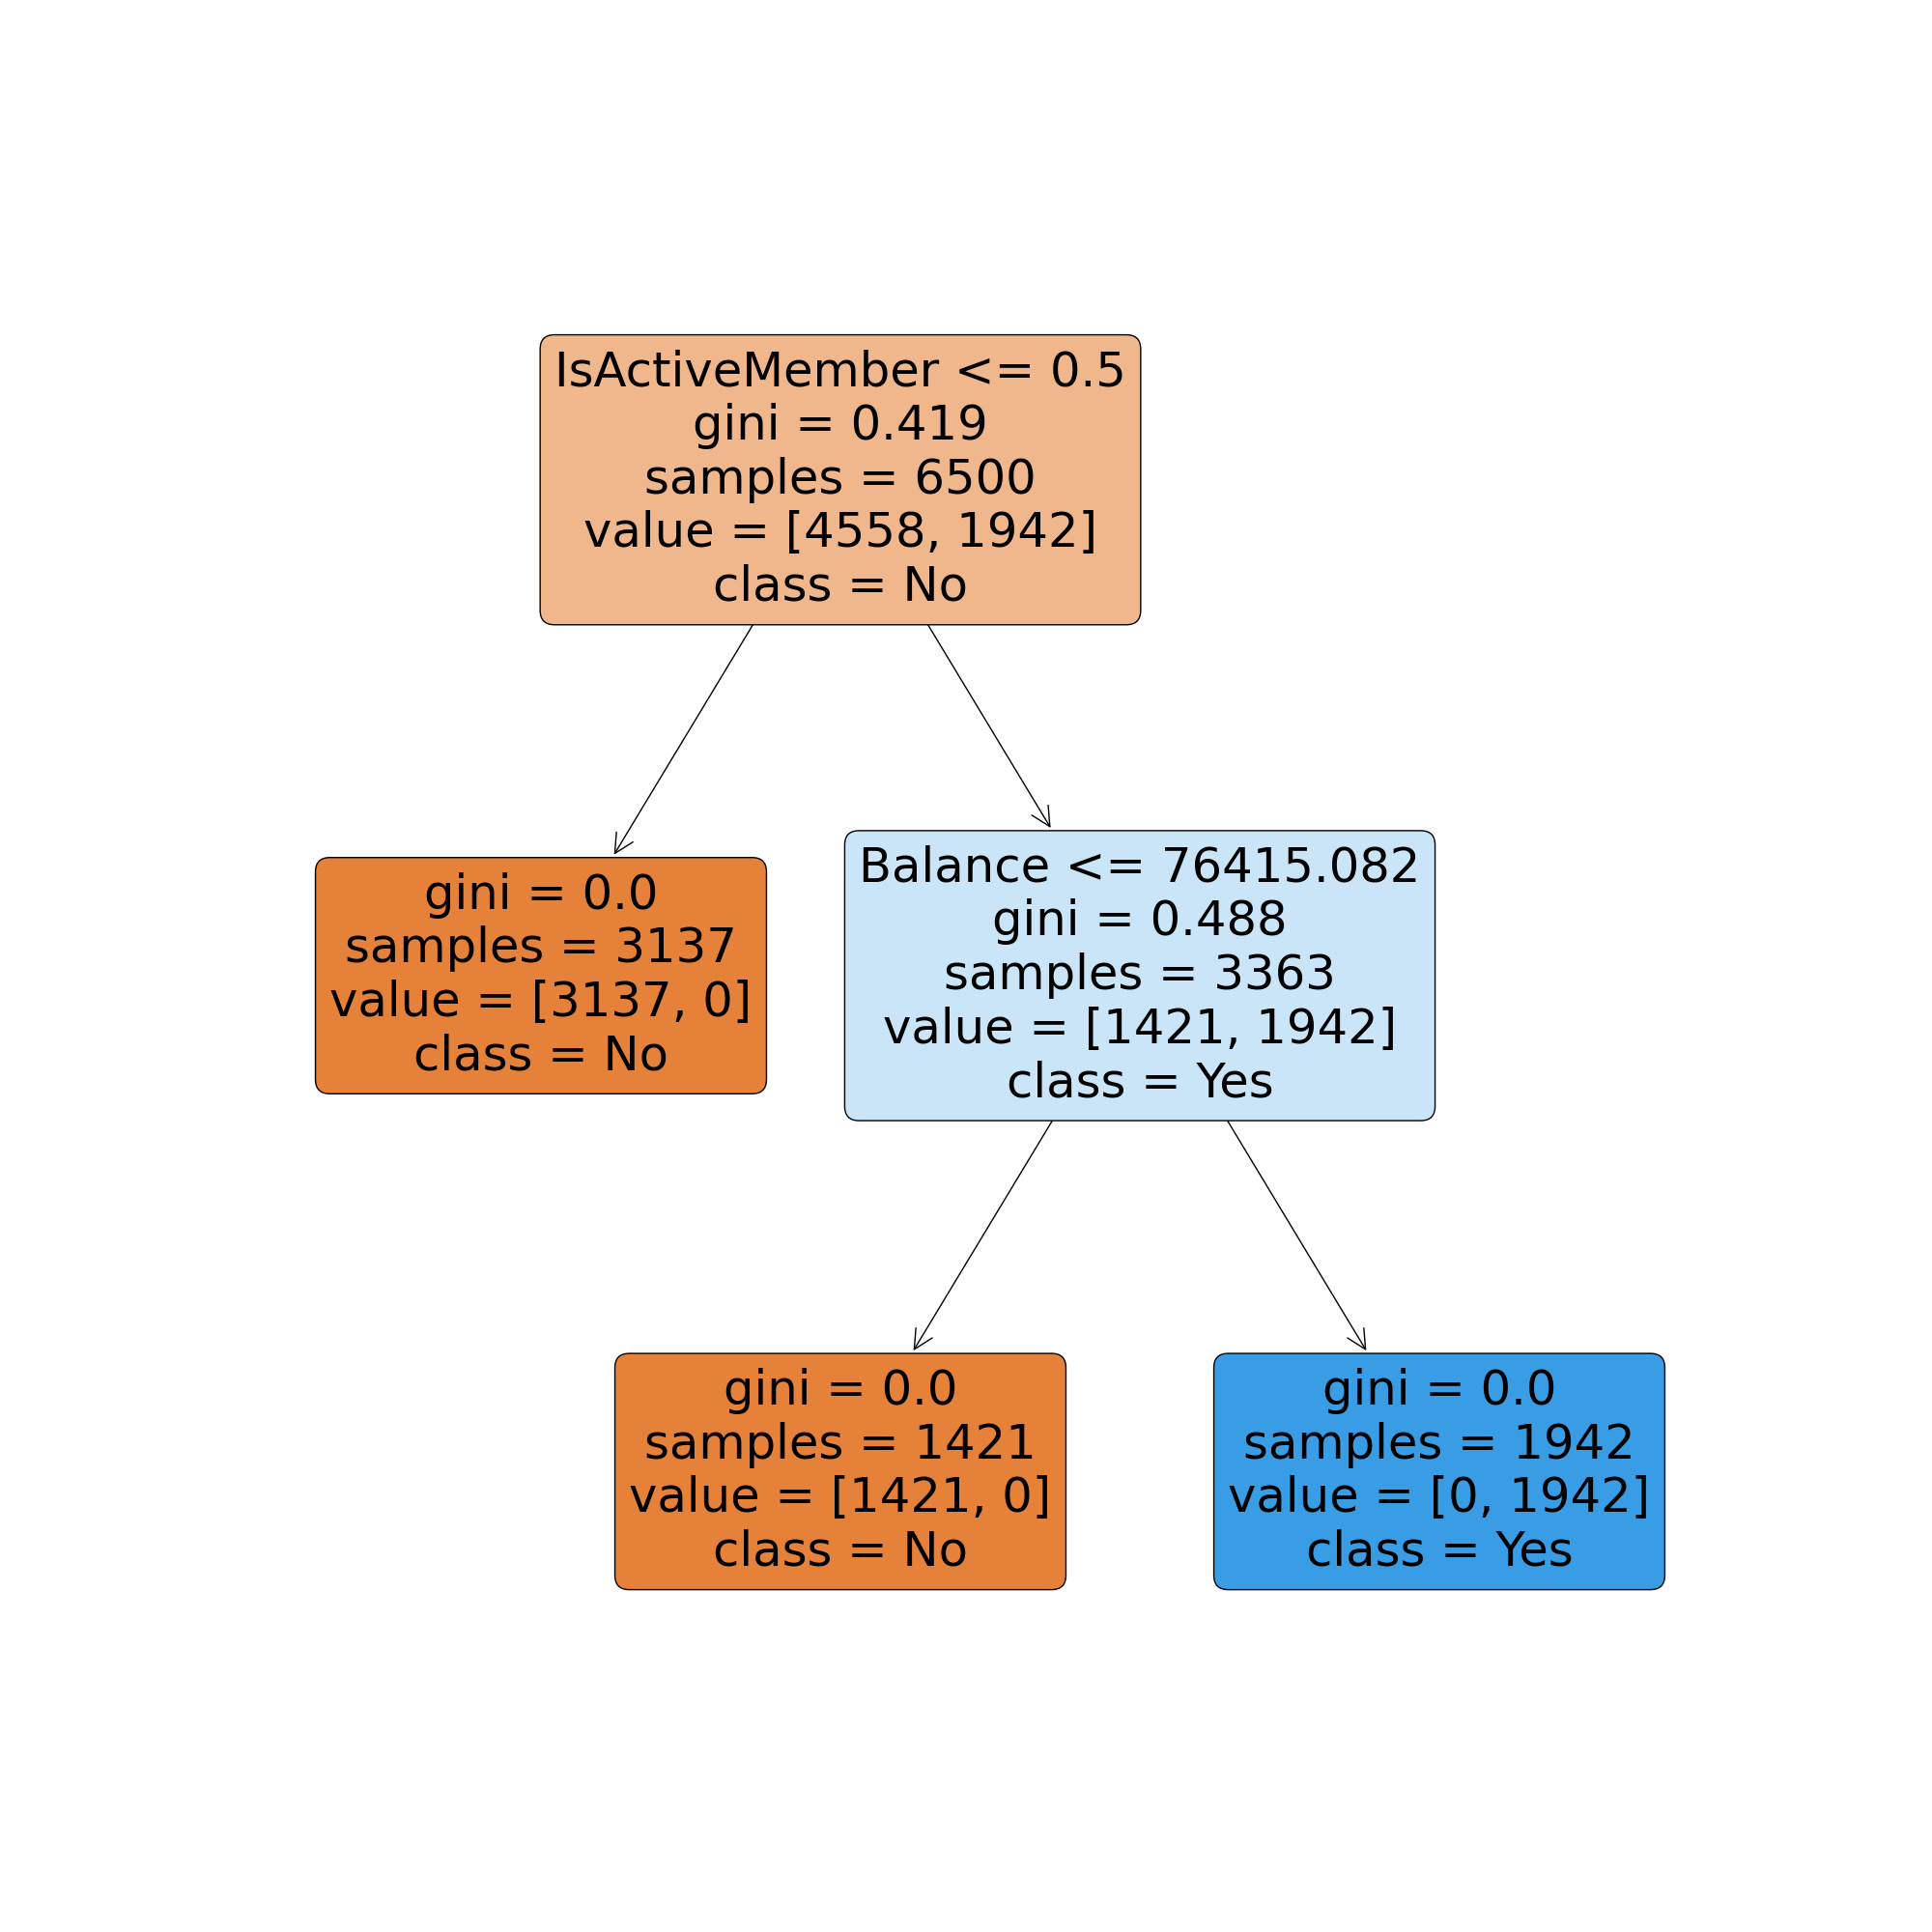 IsActiveMember <= 0.5
gini = 0.419
samples = 6500
value = [4558, 1942]
class = No
gini = 0.0
samples = 3137
value = [3137, 0]
class = No
Balance <= 76415.082
gini = 0.488
samples = 3363
value = [1421, 1942]
class = Yes
gini = 0.0
samples = 1421
value = [1421, 0]
class = No
gini = 0.0
samples = 1942
value = [0, 1942]
class = Yes